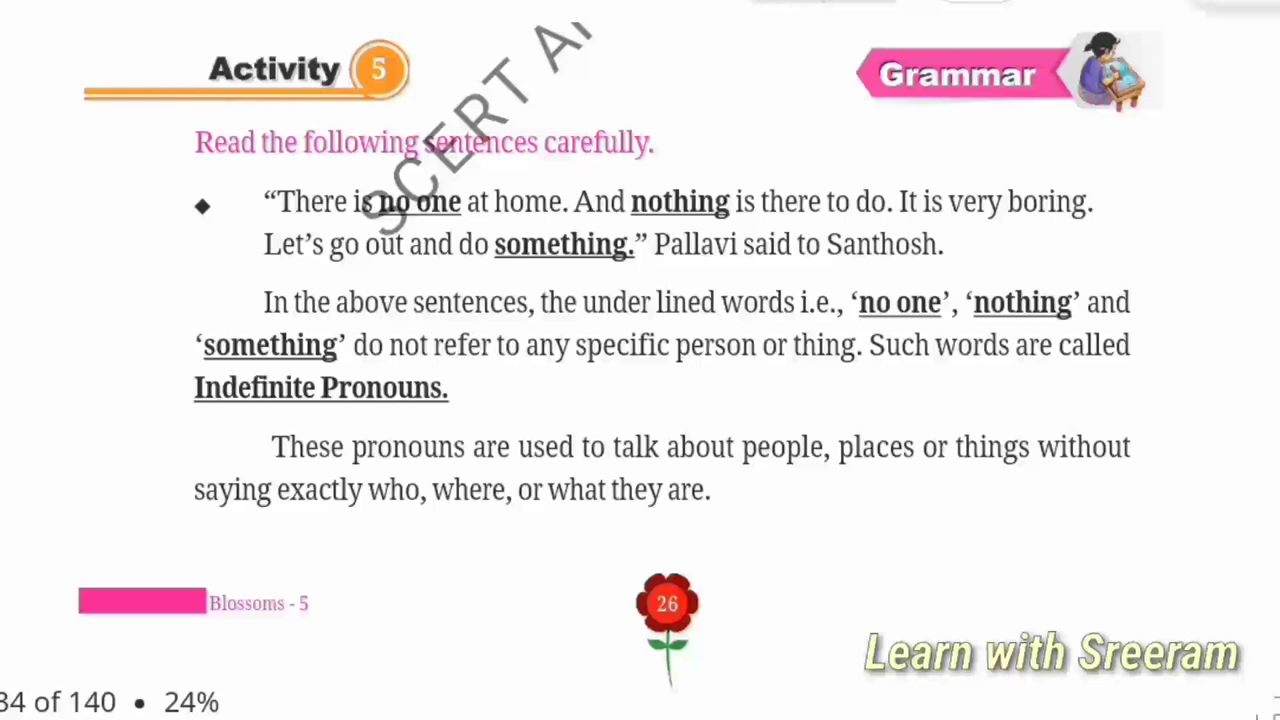 Activity 5
Grammar
SCERT
Read the following sentences carefully.
◆ “There is no one at home. And nothing is there to do. It is very boring.
Let’s go out and do something.” Pallavi said to Santhosh.
In the above sentences, the under lined words i.e., ‘no one’, ‘nothing’ and
‘something’ do not refer to any specific person or thing. Such words are called
Indefinite Pronouns.
These pronouns are used to talk about people, places or things without
saying exactly who, where, or what they are.
Blossoms - 5
26
Learn with Sreeram
34 of 140 • 24%